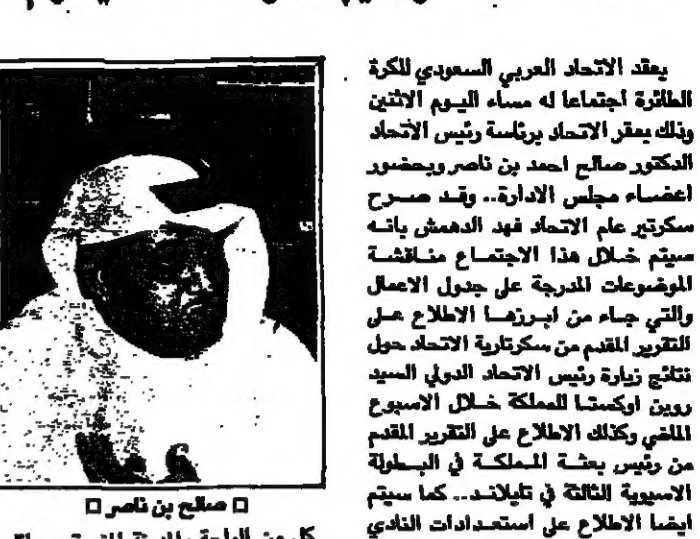 يعقد الاتحاد العربي السعودي للكرة
الطائرة اجتماعا له مساء اليوم الاثنين
وذلك بمقر الاتحاد برئاسة رئيس الاتحاد
الدكتور صالح احمد بن ناصر وبحضور
اعضاء مجلس الادارة.. وقد صرح
سكرتير عام الاتحاد فهد الدهمش بانه
سيتم خلال هذا الاجتماع مناقشة
الموضوعات المدرجة على جدول الاعمال
والتي جاء من ابرزها الاطلاع على
التقرير المقدم من سكرتارية الاتحاد حول
نتائج زيارة رئيس الاتحاد الدولي السيد
روبن اوكستا للمملكة خلال الاسبوع
الماضي وكذلك الاطلاع على التقرير المقدم
من رئيس بعثة المملكة في البطولة
الاسيوية الثالثة في تايلاند.. كما سيتم
ايضا الاطلاع على استعدادات النادي
□ صالح بن ناصر □